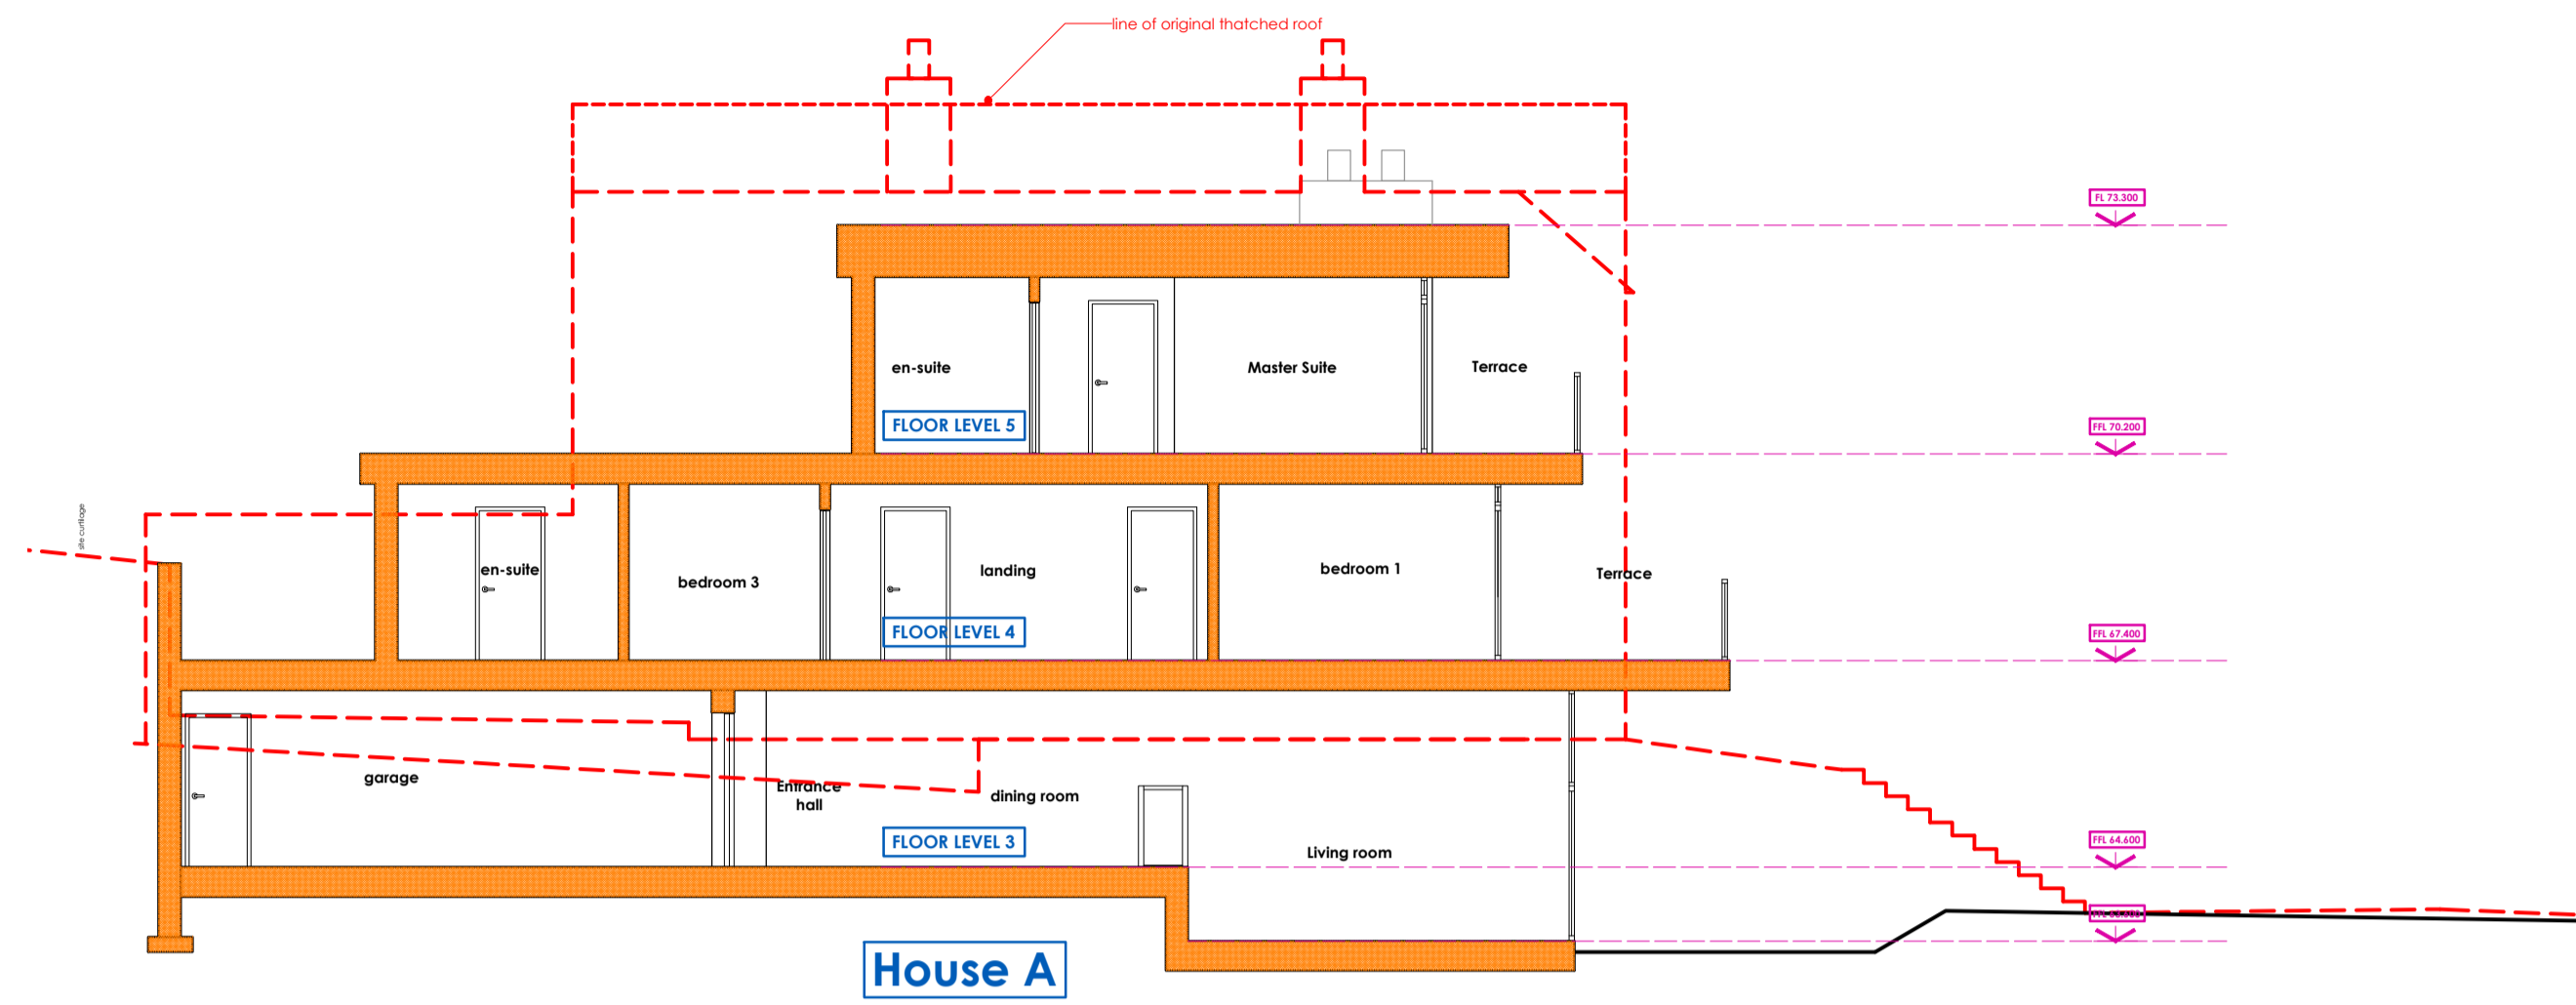 line of original thatched roof
FL 73.300
en-suite
Master Suite
Terrace
FLOOR LEVEL 5
FFL 70.200
site curtilage
en-suite
bedroom 3
landing
bedroom 1
Terrace
FLOOR LEVEL 4
FFL 67.400
garage
Entrance
hall
dining room
FLOOR LEVEL 3
Living room
FFL 64.600
House A